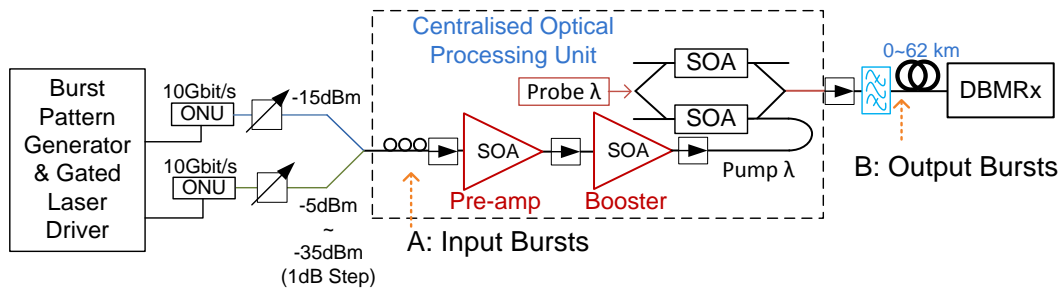 Burst
Pattern
Generator
& Gated
Laser
Driver
10Gbit/s
ONU
-15dBm
10Gbit/s
ONU
-5dBm
~
-35dBm
(1dB Step)
A: Input Bursts
Centralised Optical
Processing Unit
SOA
Pre-amp
SOA
Booster
Probe λ
SOA
SOA
Pump λ
0~62 km
DBMRx
B: Output Bursts